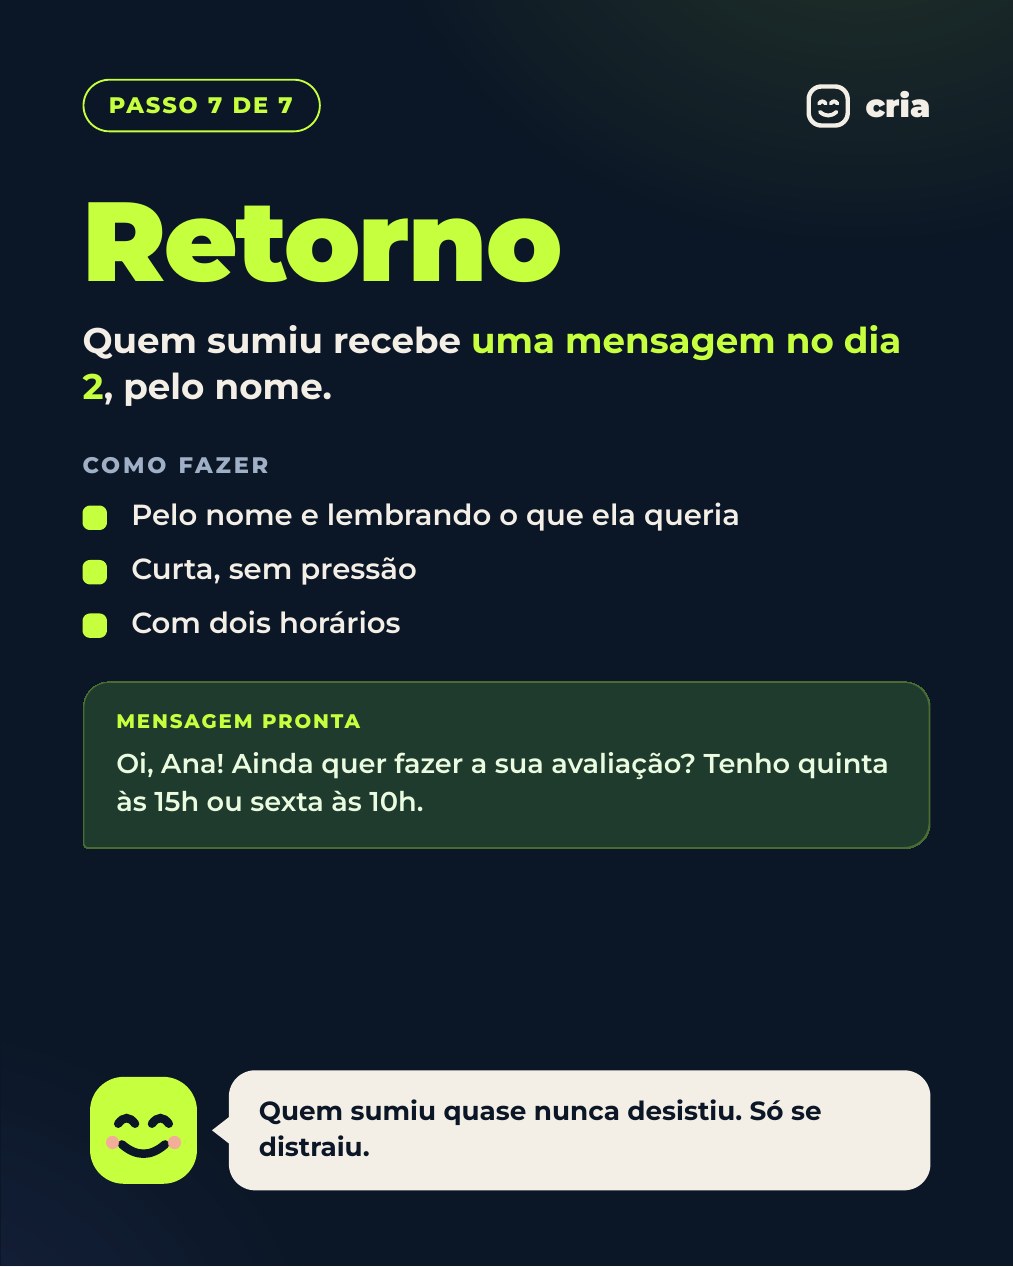 PASSO 7 DE 7
cria
Retorno
Quem sumiu recebe uma mensagem no dia
2, pelo nome.
COMO FAZER
Pelo nome e lembrando o que ela queria
Curta, sem pressão
Com dois horários
MENSAGEM PRONTA
Oi, Ana! Ainda quer fazer a sua avaliação? Tenho quinta
às 15h ou sexta às 10h.
Quem sumiu quase nunca desistiu. Só se
distraiu.